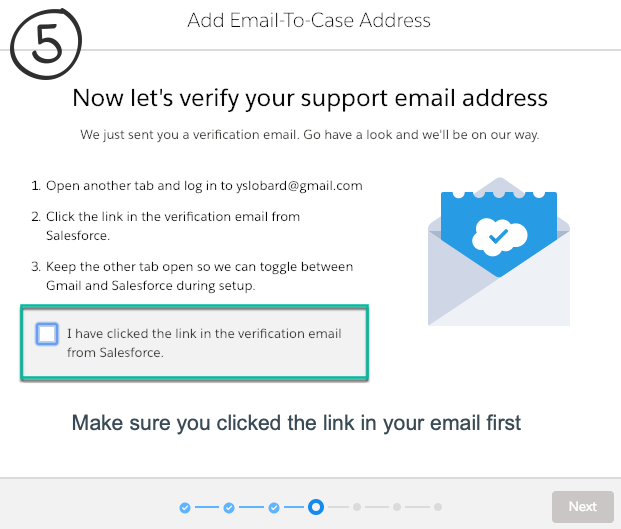 Add Email-To-Case Address
5
Now let's verify your support email address
We just sent you a verification email. Go have a look and we'll be on our way.
1. Open another tab and log in to yslobard@gmail.com
2. Click the link in the verification email from
Salesforce.
3. Keep the other tab open so we can toggle between
Gmail and Salesforce during setup.
I have clicked the link in the verification email
from Salesforce.
Make sure you clicked the link in your email first
Next